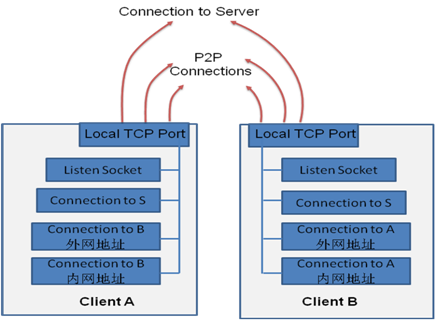 Connection to Server
P2P
Connections
Local TCP Port
Listen Socket
Connection to S
Connection to B
外网地址
Connection to B
内网地址
Client A
Local TCP Port
Listen Socket
Connection to S
Connection to A
外网地址
Connection to A
内网地址
Client B